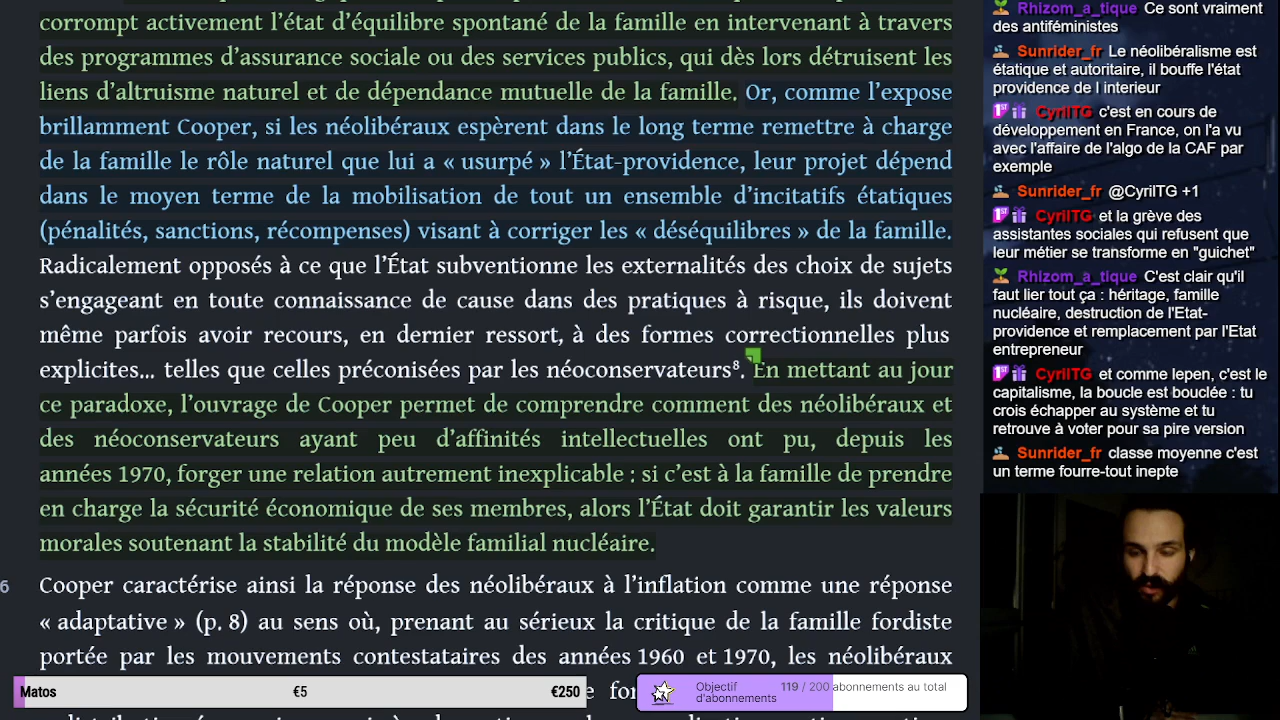 corrompt activement l'état d'équilibre spontané de la famille en intervenant à travers
des programmes d'assurance sociale ou des services publics, qui dès lors détruisent les
liens d'altruisme naturel et de dépendance mutuelle de la famille. Or, comme l'expose
brillamment Cooper, si les néolibéraux espèrent dans le long terme remettre à charge
de la famille le rôle naturel que lui a « usurpé » l'État-providence, leur projet dépend
dans le moyen terme de la mobilisation de tout un ensemble d'incitatifs étatiques
(pénalités, sanctions, récompenses) visant à corriger les « déséquilibres » de la famille.
Radicalement opposés à ce que l'État subventionne les externalités des choix de sujets
s'engageant en toute connaissance de cause dans des pratiques à risque, ils doivent
même parfois avoir recours, en dernier ressort, à des formes correctionnelles plus
explicites... telles que celles préconisées par les néoconservateurs⁸. En mettant au jour
ce paradoxe, l'ouvrage de Cooper permet de comprendre comment des néolibéraux et
des néoconservateurs ayant peu d'affinités intellectuelles ont pu, depuis les
années 1970, forger une relation autrement inexplicable : si c'est à la famille de prendre
en charge la sécurité économique de ses membres, alors l'État doit garantir les valeurs
morales soutenant la stabilité du modèle familial nucléaire.
6 Cooper caractérise ainsi la réponse des néolibéraux à l'inflation comme une réponse
« adaptative » (p. 8) au sens où, prenant au sérieux la critique de la famille fordiste
portée par les mouvements contestataires des années 1960 et 1970, les néolibéraux
Matos €5 €250
Objectif
d'abonnements
119 / 200 abonnements au total
Rhizom_a_tique Ce sont vraiment
des antiféministes
Sunrider_fr Le néolibéralisme est
étatique et autoritaire, il bouffe l'état
providence de l interieur
1ST CyrilTG c'est en cours de
développement en France, on l'a vu
avec l'affaire de l'algo de la CAF par
exemple
Sunrider_fr @CyrilTG +1
1ST CyrilTG et la grève des
assistantes sociales qui refusent que
leur métier se transforme en "guichet"
Rhizom_a_tique C'est clair qu'il
faut lier tout ça : héritage, famille
nucléaire, destruction de l'Etat-
providence et remplacement par l'Etat
entrepreneur
1ST CyrilTG et comme lepen, c'est le
capitalisme, la boucle est bouclée : tu
crois échapper au système et tu
retrouve à voter pour sa pire version
Sunrider_fr classe moyenne c'est
un terme fourre-tout inepte